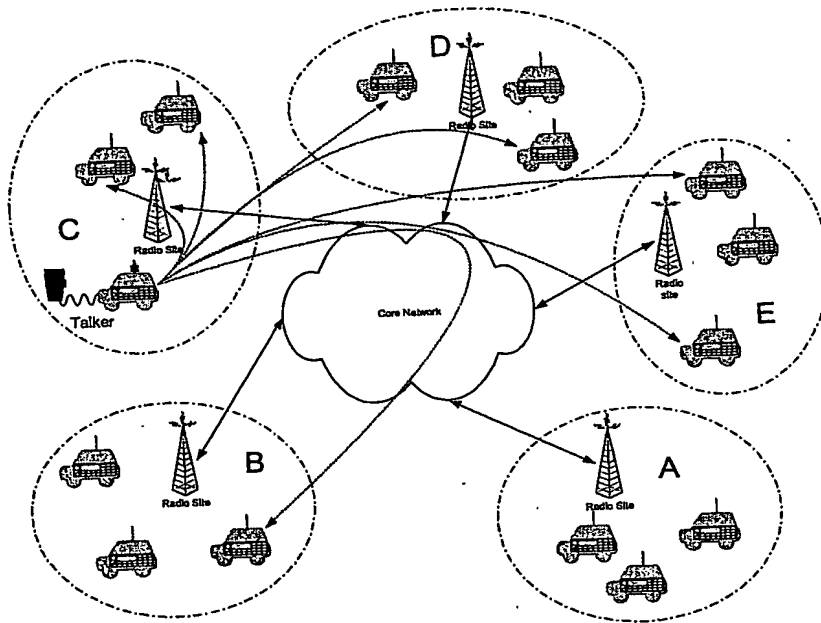 D
Radio Site
C
Radio Site
Talker
Core Network
Radio
site
E
B
Radio Site
A
Radio Site